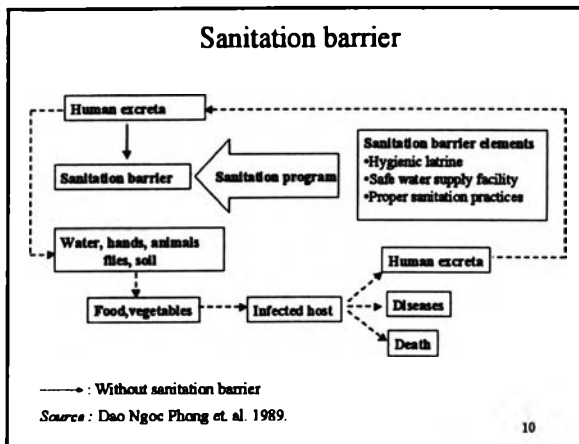 Sanitation barrier
Human excreta
Sanitation barrier
Sanitation program
Sanitation barrier elements
•Hygienic latrine
•Safe water supply facility
•Proper sanitation practices
Water, hands, animals
flies, soil
Food,vegetables
Infected host
Human excreta
Diseases
Death
: Without sanitation barrier
Source : Dao Ngoc Phong et. al. 1989.
10